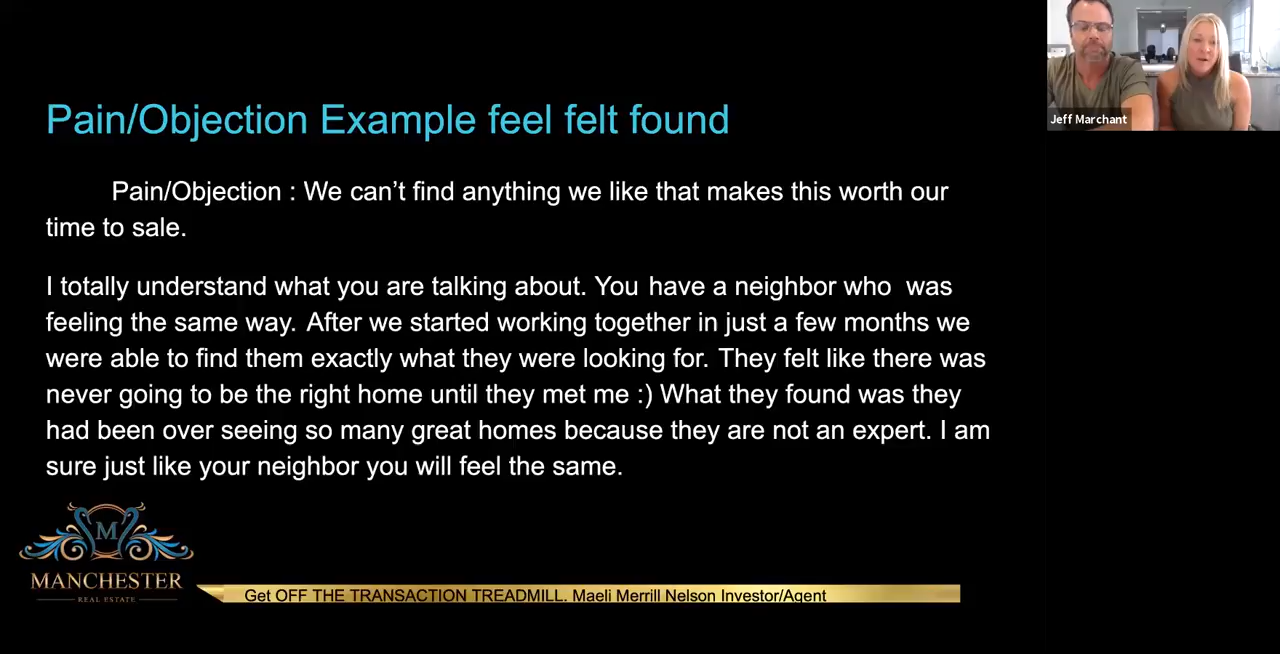 Pain/Objection Example feel felt found
Pain/Objection : We can’t find anything we like that makes this worth our
time to sale.
I totally understand what you are talking about. You have a neighbor who was
feeling the same way. After we started working together in just a few months we
were able to find them exactly what they were looking for. They felt like there was
never going to be the right home until they met me :) What they found was they
had been over seeing so many great homes because they are not an expert. I am
sure just like your neighbor you will feel the same.
M
MANCHESTER
REAL ESTATE
Get OFF THE TRANSACTION TREADMILL. Maeli Merrill Nelson Investor/Agent
Jeff Marchant